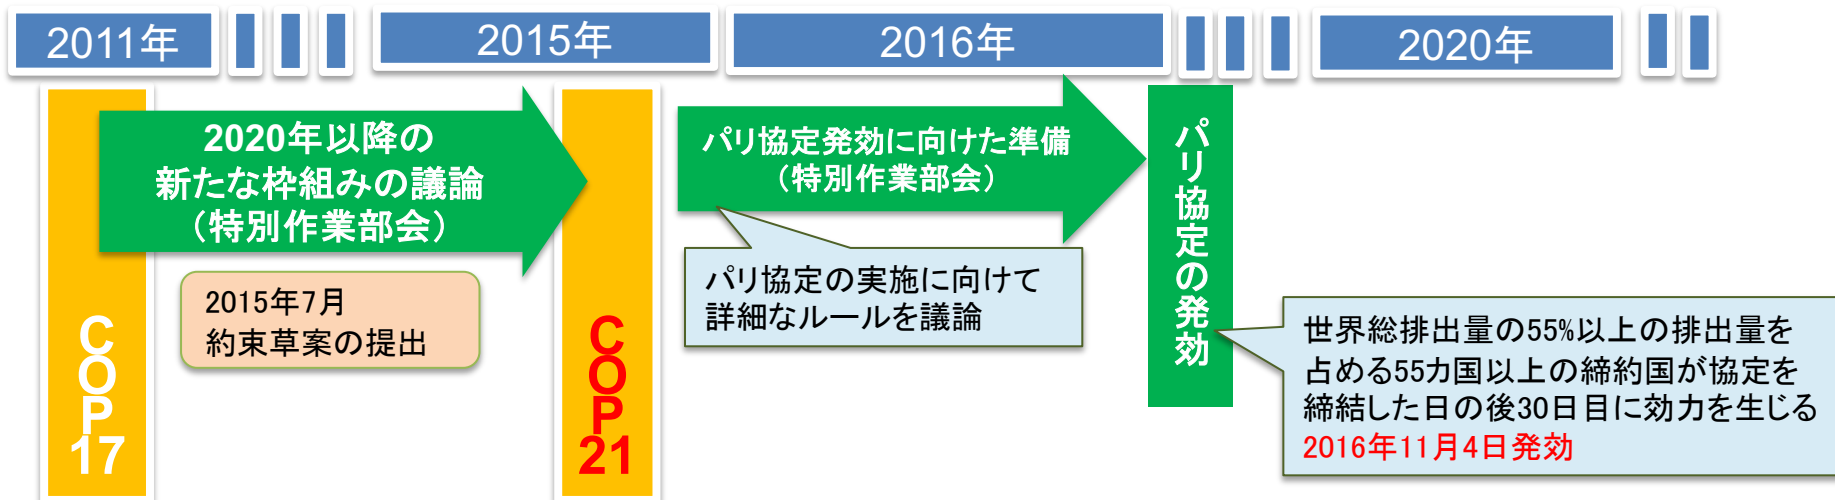 2011年
2015年
2016年
2020年
2020年以降の
新たな枠組みの議論
（特別作業部会）
パリ協定発効に向けた準備
（特別作業部会）
パリ協定の発効
2015年7月
約束草案の提出
パリ協定の実施に向けて
詳細なルールを議論
COP17
COP21
世界総排出量の55%以上の排出量を
占める55カ国以上の締約国が協定を
締結した日の後30日目に効力を生じる
2016年11月4日発効